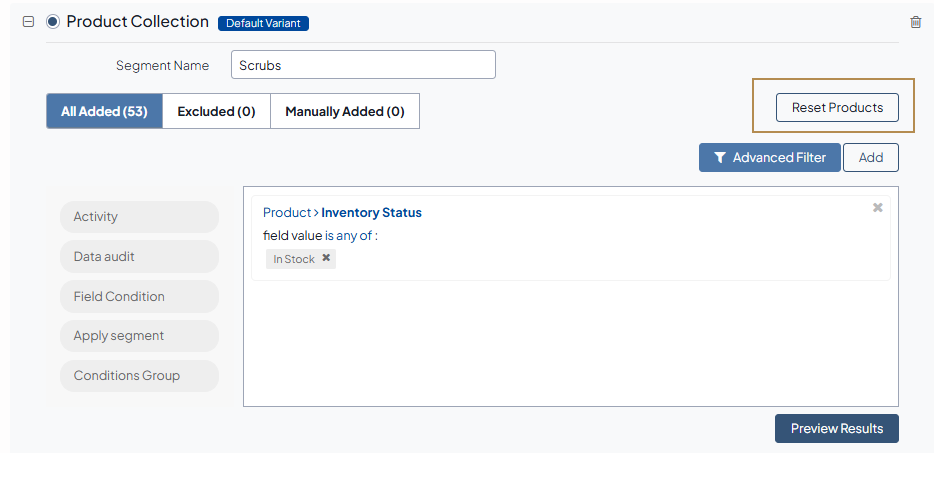 Product Collection Default Variant
Segment Name Scrubs
All Added (53) Excluded (0) Manually Added (0) Reset Products
Advanced Filter Add
Activity
Data audit
Field Condition
Apply segment
Conditions Group
Product > Inventory Status
field value is any of :
In Stock ✖
Preview Results